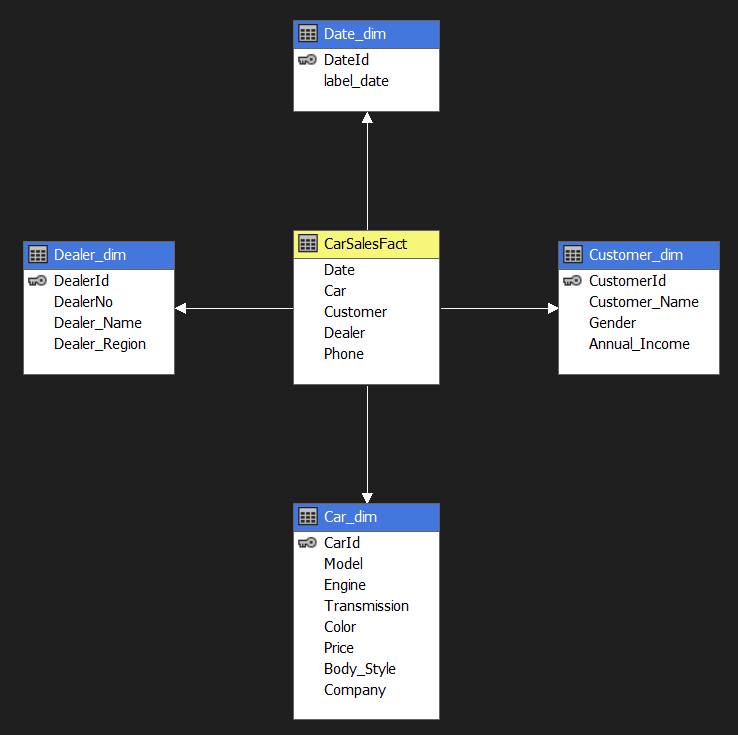 Date_dim
DateId
label_date
Dealer_dim
DealerId
DealerNo
Dealer_Name
Dealer_Region
CarSalesFact
Date
Car
Customer
Dealer
Phone
Customer_dim
CustomerId
Customer_Name
Gender
Annual_Income
Car_dim
CarId
Model
Engine
Transmission
Color
Price
Body_Style
Company